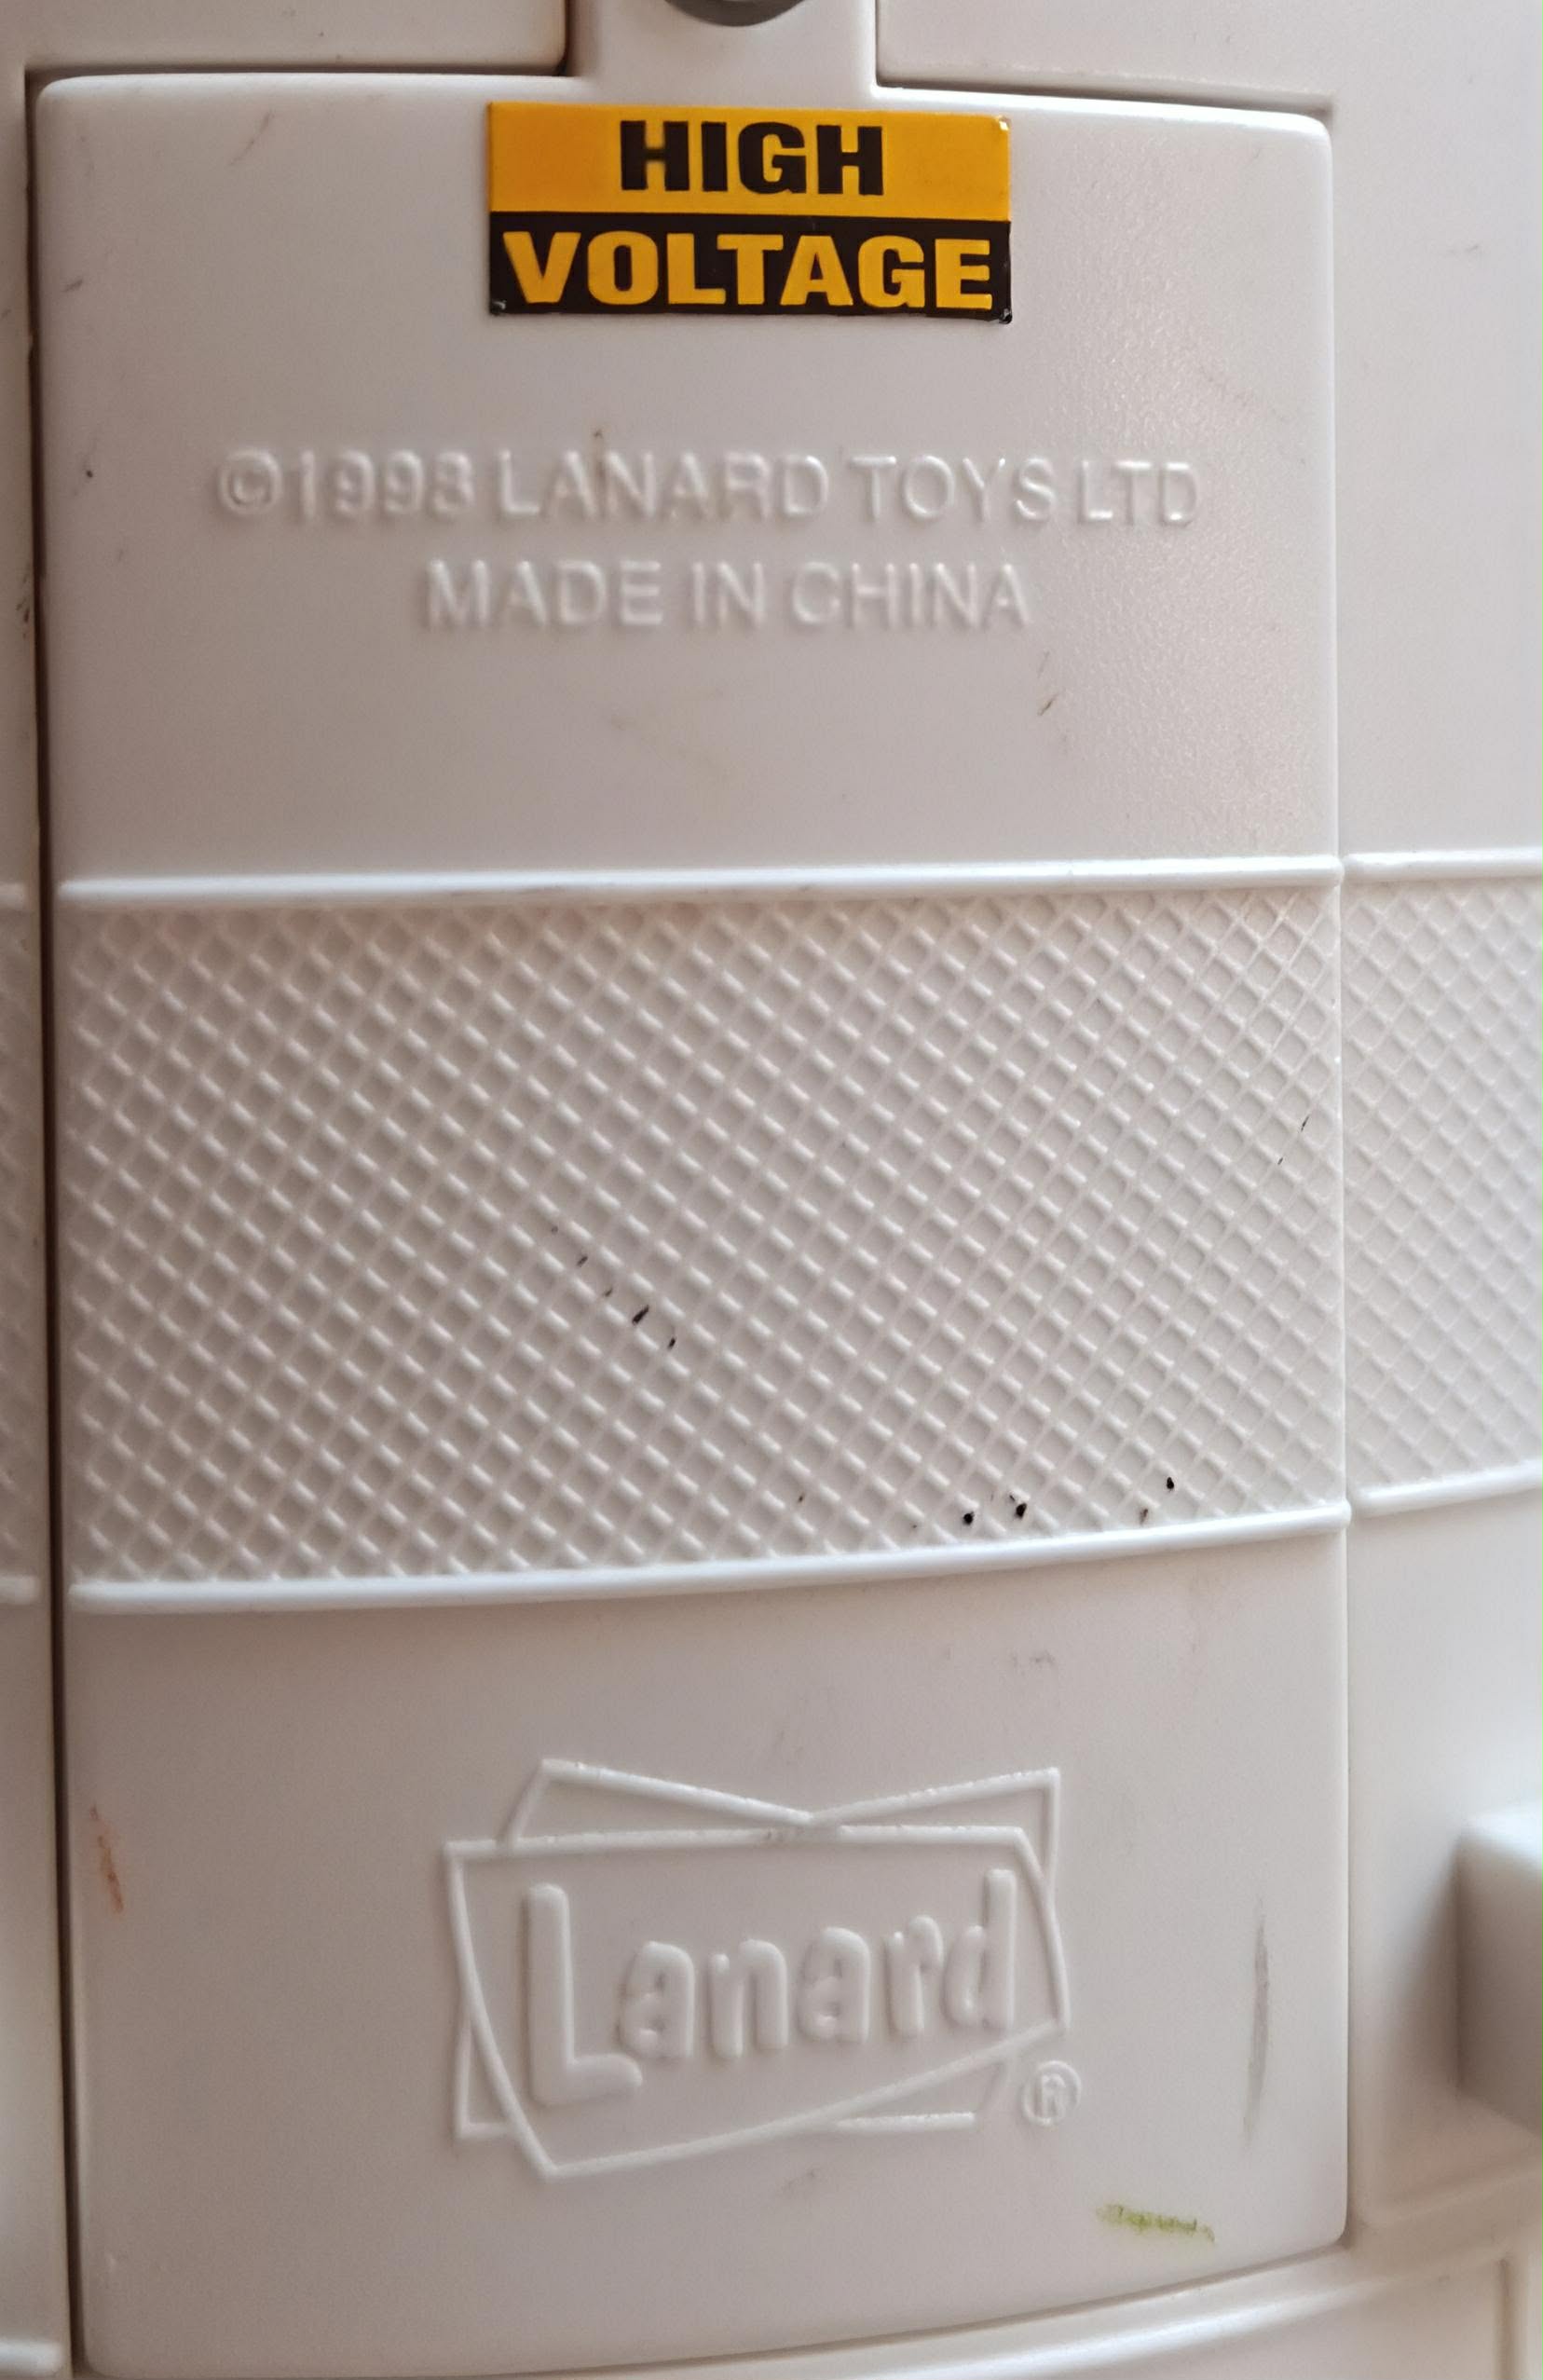 HIGH
VOLTAGE
©1998 LANARD TOYS LTD
MADE IN CHINA
Lanard
®